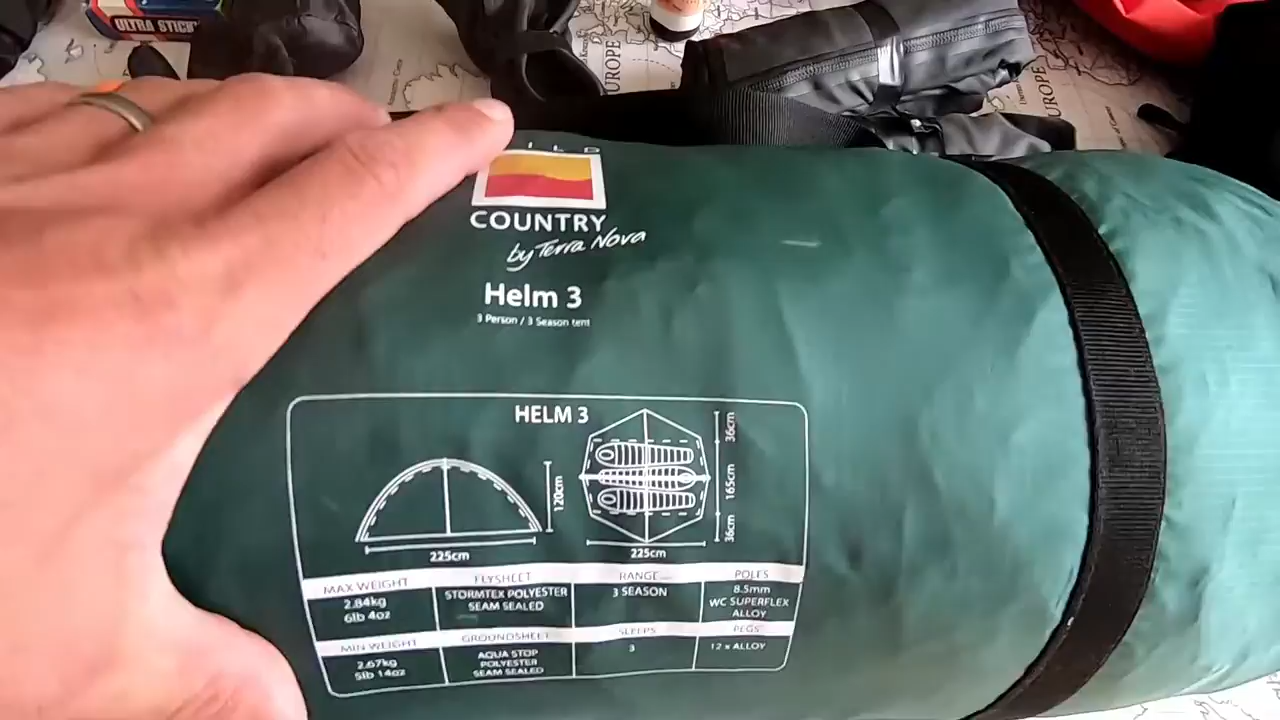 ULTRA STICK
EUROPE
EUROPE
COUNTRY
by Terra Nova
Helm 3
3 Person / 3 Season tent
HELM 3
120cm
225cm
36cm
165cm
36cm
225cm
MAX WEIGHT
2.84kg
6lb 4oz
FLYSHEET
STORMTEX POLYESTER
SEAM SEALED
RANGE
3 SEASON
POLES
8.5mm
WC SUPERFLEX
ALLOY
MIN WEIGHT
2.67kg
5lb 14oz
GROUNDSHEET
AQUA STOP
POLYESTER
SEAM SEALED
SLEEPS
3
PEGS
12 x ALLOY